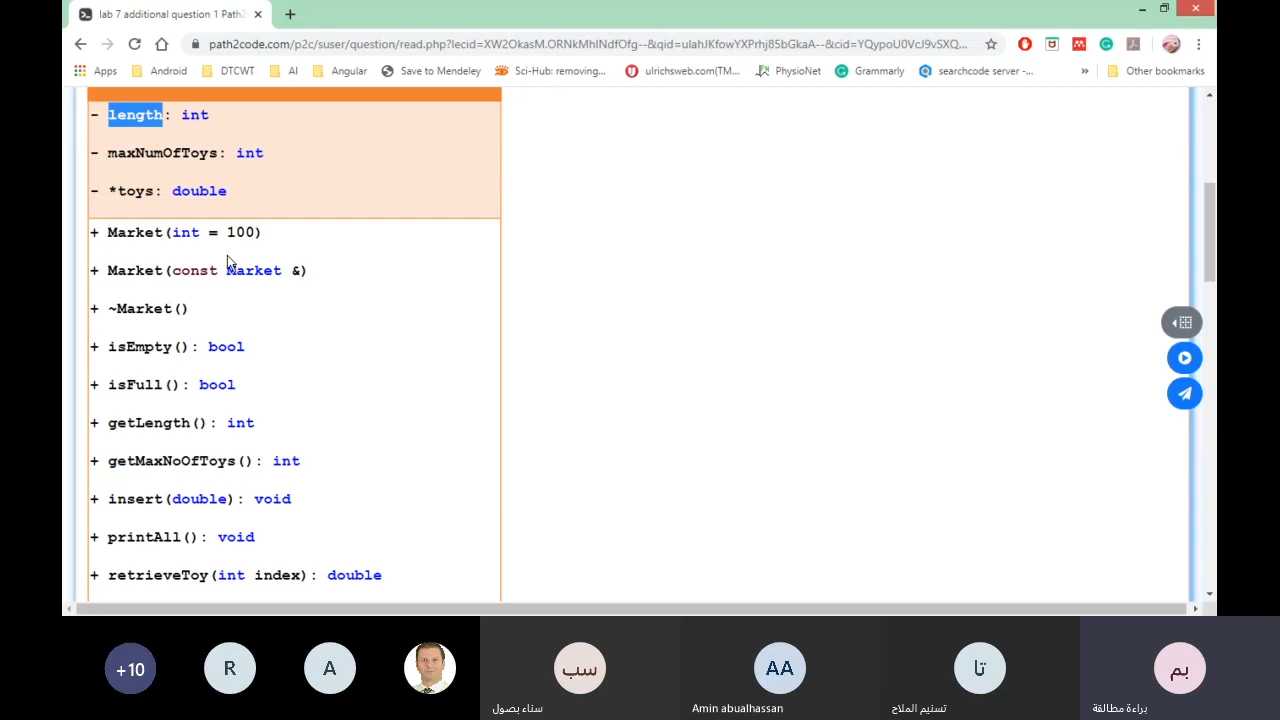 lab 7 additional question 1 Path2
path2code.com/p2c/suser/question/read.php?lecid=XW2OkasM.ORNkMhINdfOfg--&qid=ulahJKfowYXPrhj85bGkaA--&cid=YQypoU0VcJ9vSXQ...
Apps Android DTCWT AI Angular Save to Mendeley Sci-Hub: removing... ulrichsweb.com(TM... PhysioNet Grammarly searchcode server -... » Other bookmarks
- length: int
- maxNumOfToys: int
- *toys: double
+ Market(int = 100)
+ Market(const Market &)
+ ~Market()
+ isEmpty(): bool
+ isFull(): bool
+ getLength(): int
+ getMaxNoOfToys(): int
+ insert(double): void
+ printAll(): void
+ retrieveToy(int index): double
+10 R A سب AA تا بم
سناء بصول Amin abualhassan تسنيم الملاح براءة مطالقة